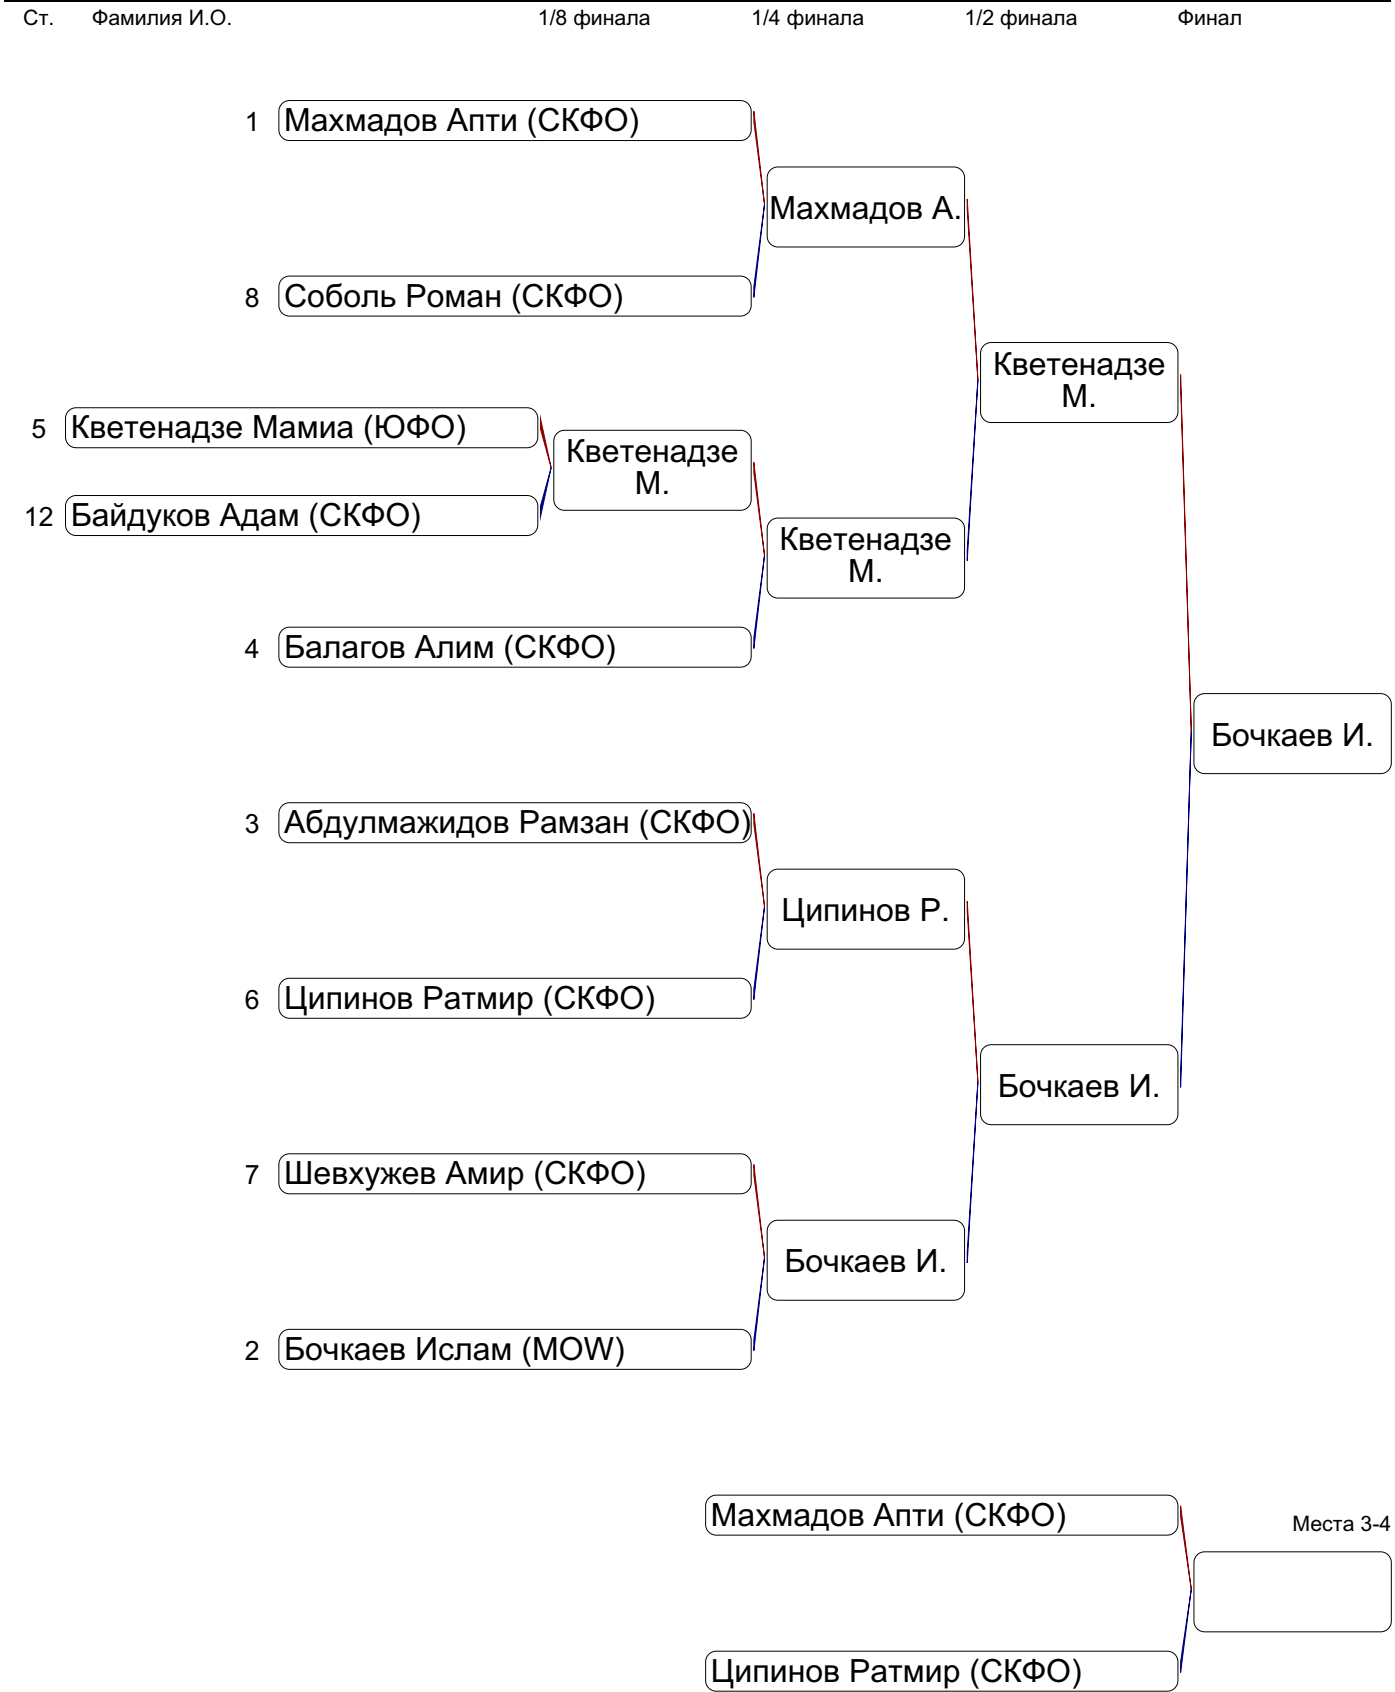 Ст. Фамилия И.О. 1/8 финала 1/4 финала 1/2 финала Финал
1 Махмадов Апти (СКФО)
Махмадов А.
8 Соболь Роман (СКФО)
Кветенадзе
М.
5 Кветенадзе Мамиа (ЮФО)
Кветенадзе
М.
12 Байдуков Адам (СКФО)
Кветенадзе
М.
4 Балагов Алим (СКФО)
Бочкаев И.
3 Абдулмажидов Рамзан (СКФО)
Ципинов Р.
6 Ципинов Ратмир (СКФО)
Бочкаев И.
7 Шевхужев Амир (СКФО)
Бочкаев И.
2 Бочкаев Ислам (MOW)
Махмадов Апти (СКФО)
Места 3-4
Ципинов Ратмир (СКФО)